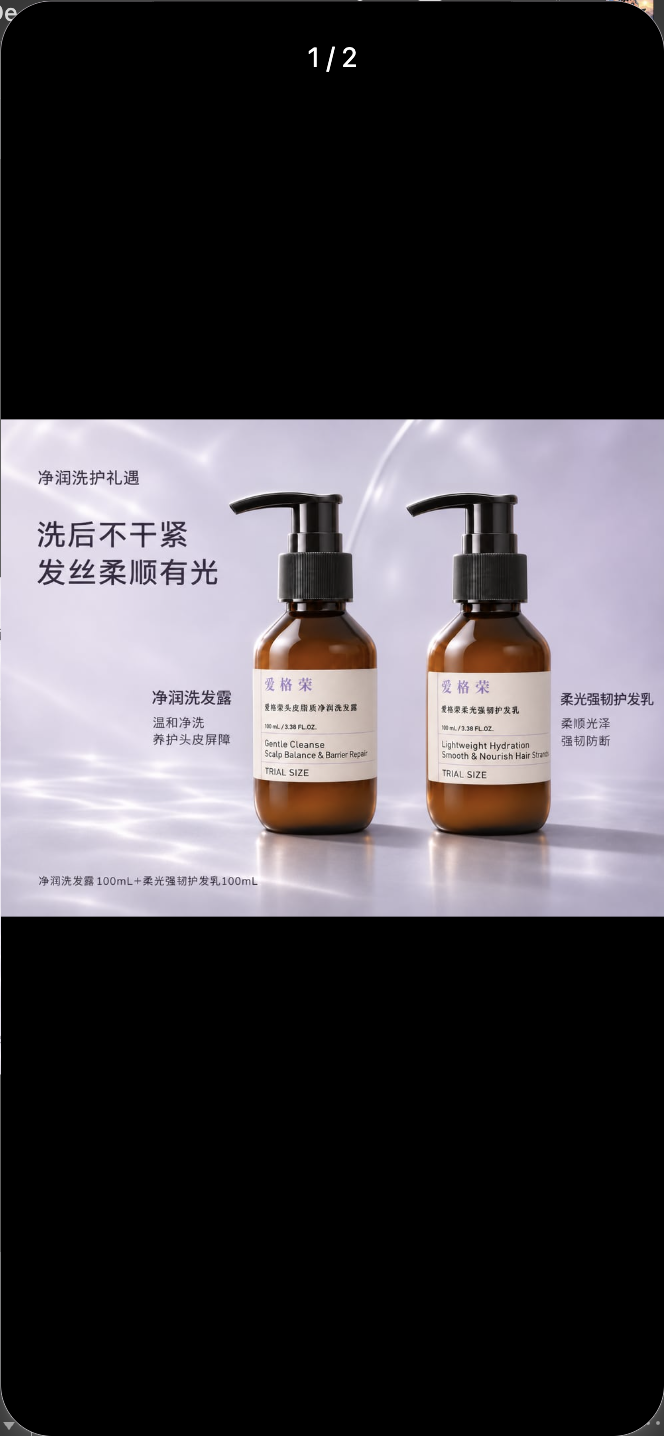 1/2
净润洗护礼遇
洗后不干紧
发丝柔顺有光
净润洗发露
温和净洗
养护头皮屏障
爱格荣
爱格荣头皮脂质净润洗发露
100 mL / 3.38 FL.OZ.
Gentle Cleanse
Scalp Balance & Barrier Repair
TRIAL SIZE
爱格荣
爱格荣柔光强韧护发乳
100 mL / 3.38 FL.OZ.
Lightweight Hydration
Smooth & Nourish Hair Strands
TRIAL SIZE
柔光强韧护发乳
柔顺光泽
强韧防断
净润洗发露100mL+柔光强韧护发乳100mL